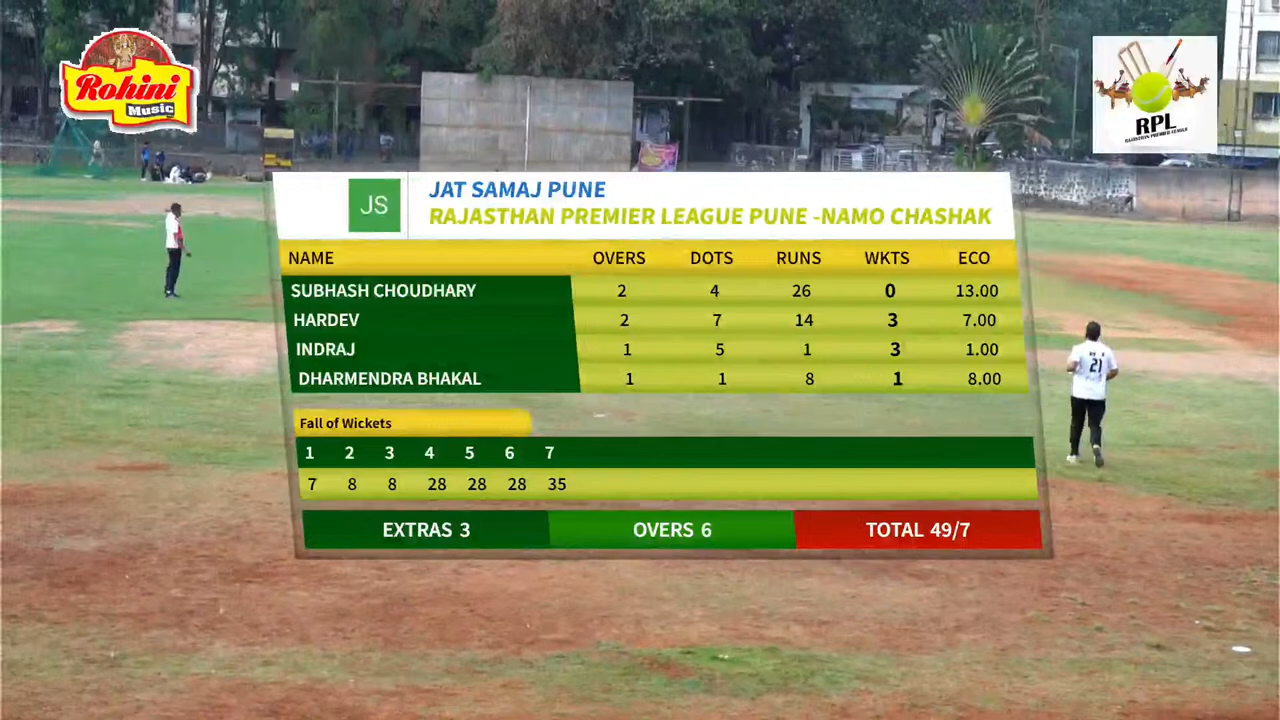 Rohini
Music
RPL
RAJASTHAN PREMIER LEAGUE
JS
JAT SAMAJ PUNE
RAJASTHAN PREMIER LEAGUE PUNE -NAMO CHASHAK
NAME OVERS DOTS RUNS WKTS ECO
SUBHASH CHOUDHARY 2 4 26 0 13.00
HARDEV 2 7 14 3 7.00
INDRAJ 1 5 1 3 1.00
DHARMENDRA BHAKAL 1 1 8 1 8.00
Fall of Wickets
1 2 3 4 5 6 7
7 8 8 28 28 28 35
EXTRAS 3 OVERS 6 TOTAL 49/7
21